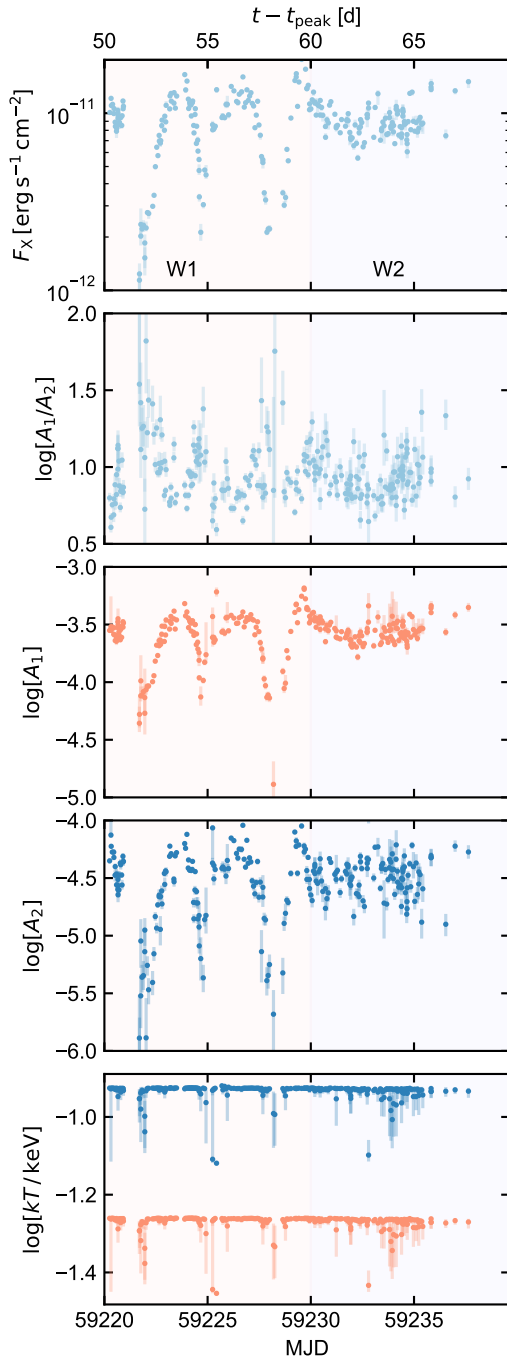 t − t_peak [d]
50 55 60 65
F_X [erg s⁻¹ cm⁻²]
10⁻¹¹
10⁻¹²
W1 W2
log[A₁/A₂]
2.0
1.5
1.0
0.5
log[A₁]
−3.0
−3.5
−4.0
−4.5
−5.0
log[A₂]
−4.0
−4.5
−5.0
−5.5
−6.0
log[kT/keV]
−1.0
−1.2
−1.4
59220 59225 59230 59235
MJD